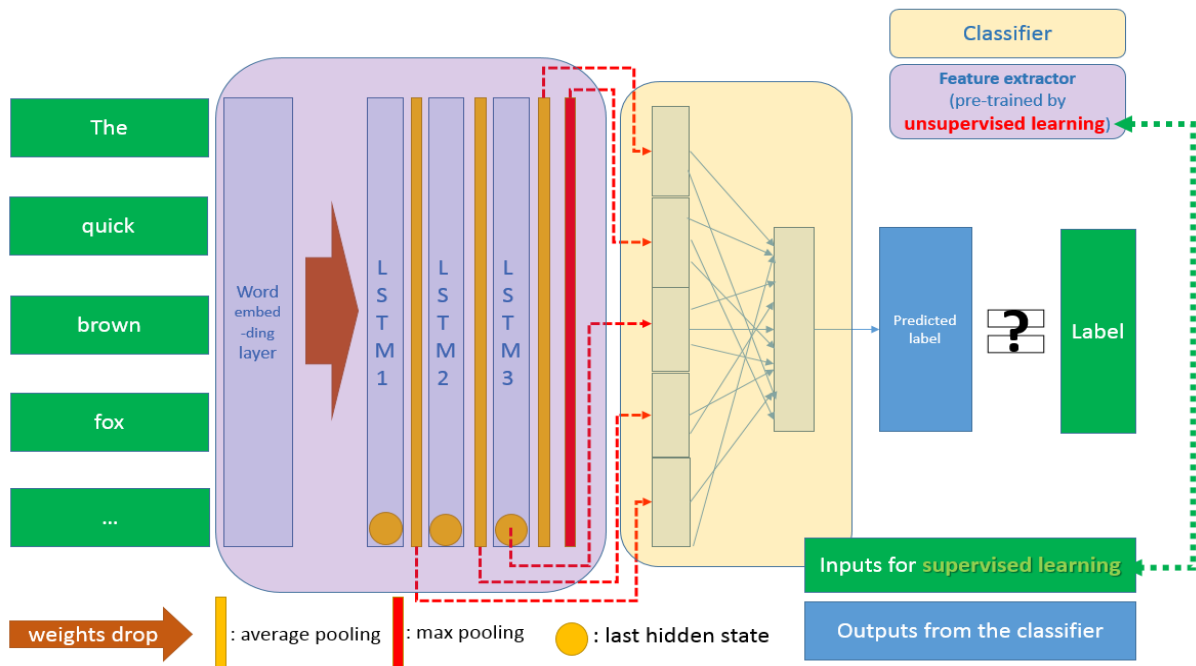 Classifier
Feature extractor
(pre-trained by
unsupervised learning)
The
quick
brown
fox
...
Word
embed
-ding
layer
L
S
T
M
1
L
S
T
M
2
L
S
T
M
3
Predicted
label
?
Label
Inputs for supervised learning
Outputs from the classifier
weights drop
: average pooling
: max pooling
: last hidden state